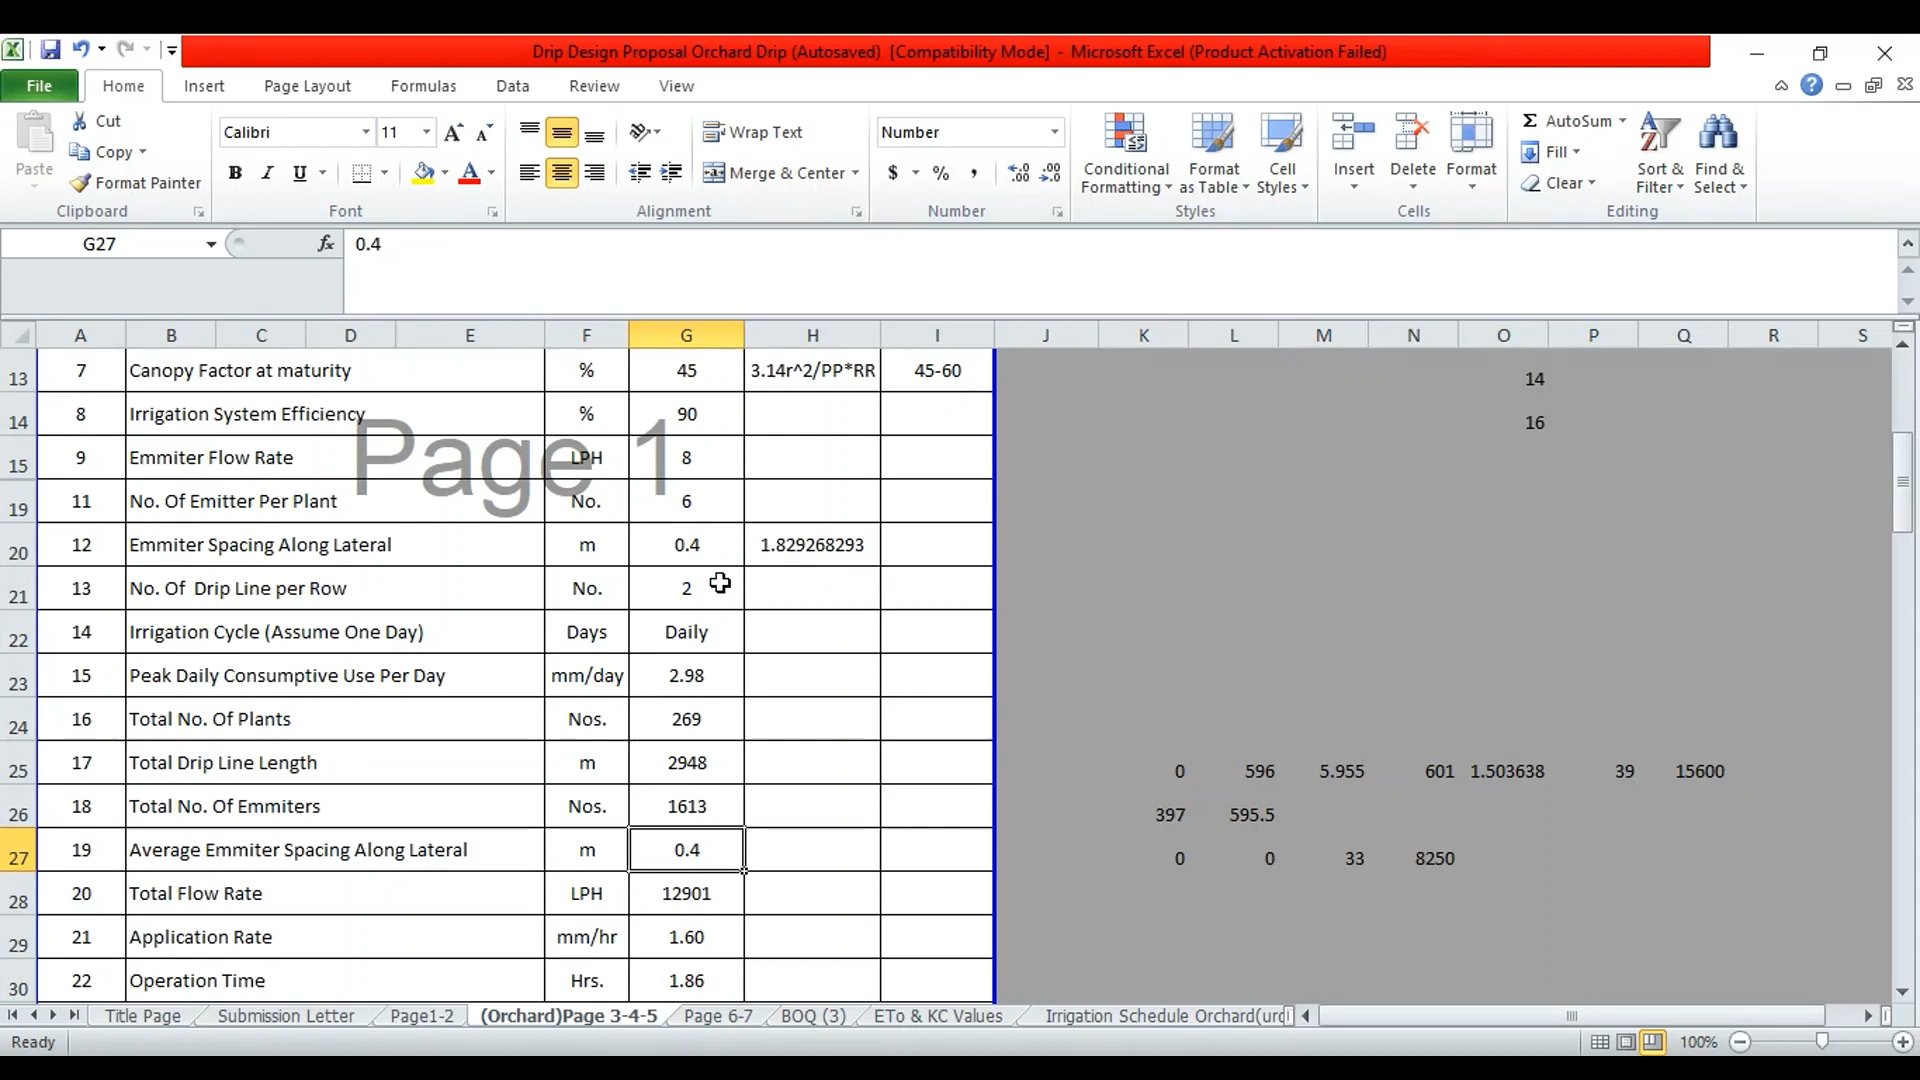 Drip Design Proposal Orchard Drip (Autosaved) [Compatibility Mode] - Microsoft Excel (Product Activation Failed)
File Home Insert Page Layout Formulas Data Review View
Paste Cut Copy Format Painter Clipboard
Calibri 11 B I U Font
Wrap Text Merge & Center Alignment
Number $ % , Number
Conditional Formatting Format as Table Cell Styles Styles
Insert Delete Format Cells
AutoSum Fill Clear Sort & Filter Find & Select Editing
G27 fx 0.4
A B C D E F G H I J K L M N O P Q R S
13 7 Canopy Factor at maturity % 45 3.14r^2/PP*RR 45-60 14
14 8 Irrigation System Efficiency % 90 16
Page 1
15 9 Emmiter Flow Rate LPH 8
19 11 No. Of Emitter Per Plant No. 6
20 12 Emmiter Spacing Along Lateral m 0.4 1.829268293
21 13 No. Of Drip Line per Row No. 2
22 14 Irrigation Cycle (Assume One Day) Days Daily
23 15 Peak Daily Consumptive Use Per Day mm/day 2.98
24 16 Total No. Of Plants Nos. 269
25 17 Total Drip Line Length m 2948 0 596 5.955 601 1.503638 39 15600
26 18 Total No. Of Emmiters Nos. 1613 397 595.5
27 19 Average Emmiter Spacing Along Lateral m 0.4 0 0 33 8250
28 20 Total Flow Rate LPH 12901
29 21 Application Rate mm/hr 1.60
30 22 Operation Time Hrs. 1.86
Title Page Submission Letter Page1-2 (Orchard)Page 3-4-5 Page 6-7 BOQ (3) ETo & KC Values Irrigation Schedule Orchard(urd
Ready 100%